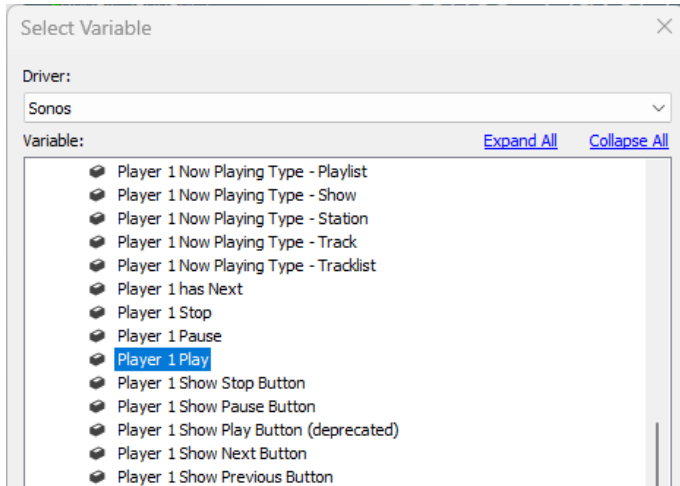 Select Variable
Driver:
Sonos
Variable: Expand All Collapse All
Player 1 Now Playing Type - Playlist
Player 1 Now Playing Type - Show
Player 1 Now Playing Type - Station
Player 1 Now Playing Type - Track
Player 1 Now Playing Type - Tracklist
Player 1 has Next
Player 1 Stop
Player 1 Pause
Player 1 Play
Player 1 Show Stop Button
Player 1 Show Pause Button
Player 1 Show Play Button (deprecated)
Player 1 Show Next Button
Player 1 Show Previous Button